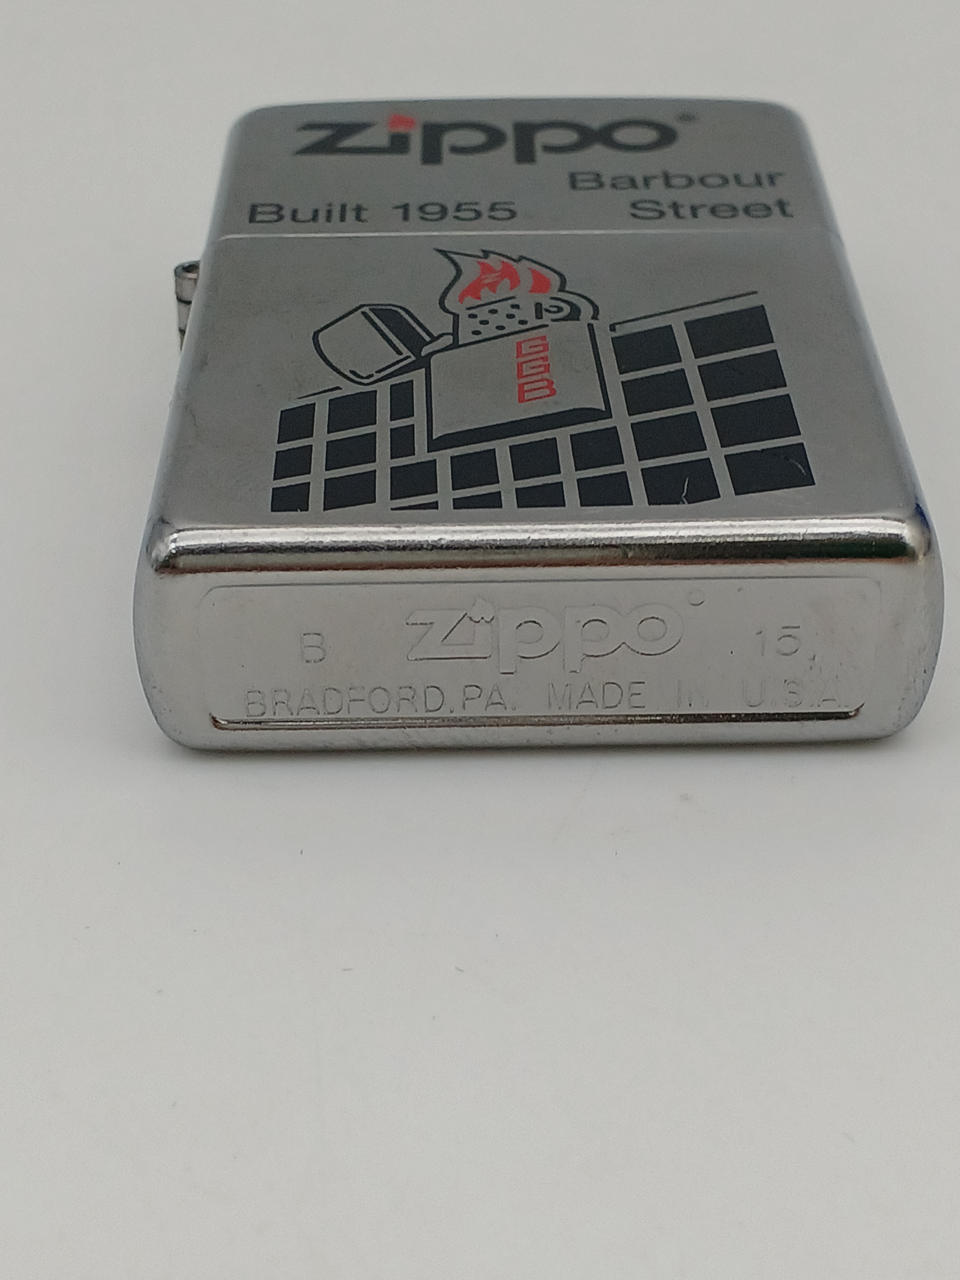 Zippo
Barbour
Built 1955 Street
GGB
B Zippo 15
BRADFORD, PA. MADE IN U.S.A.